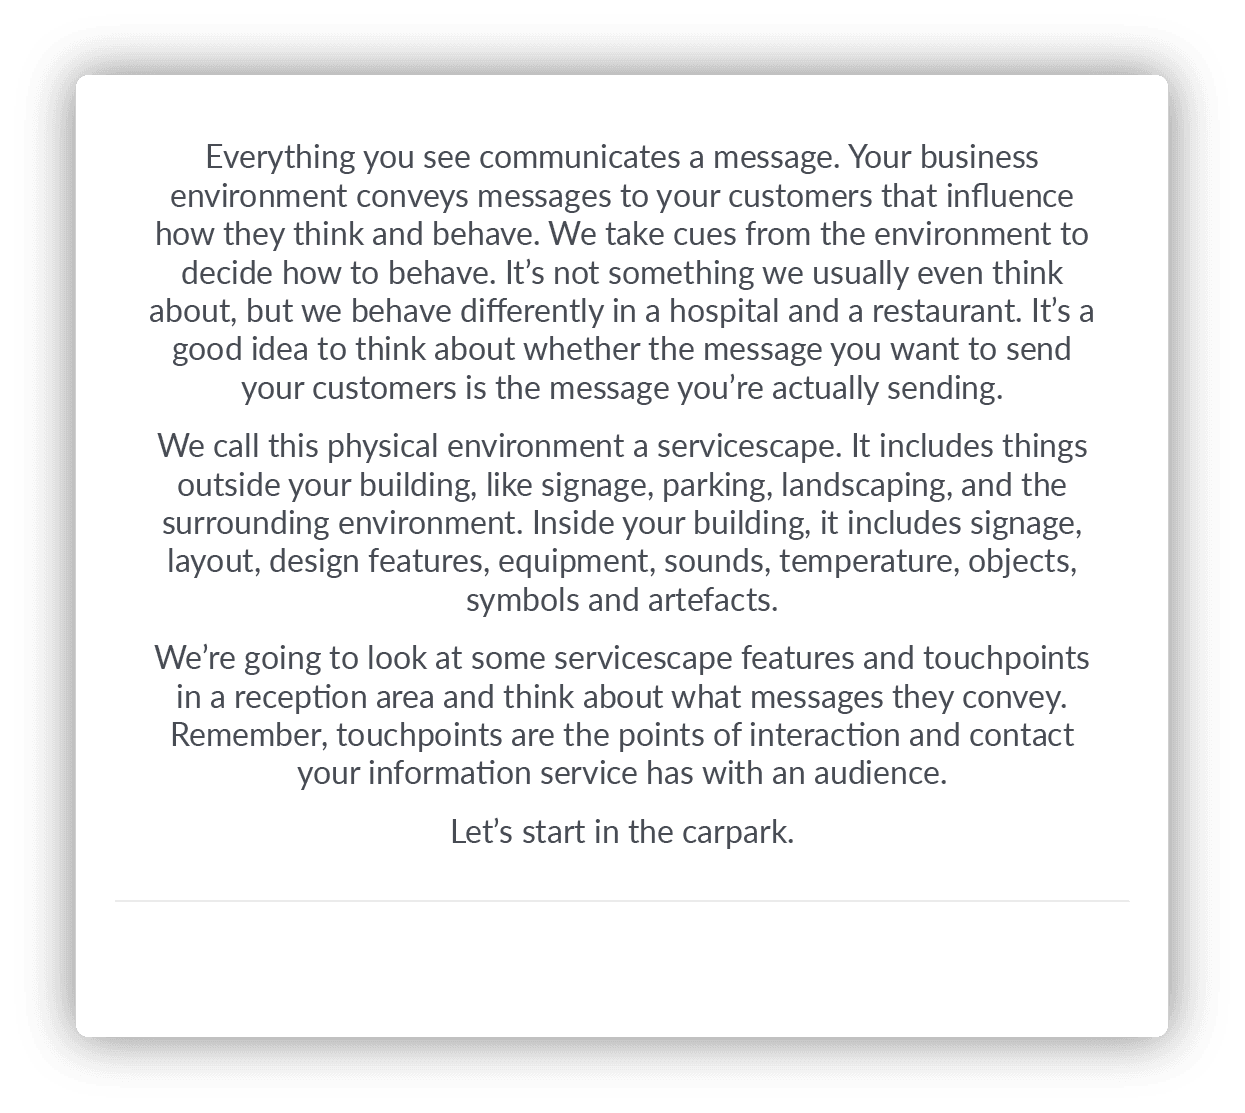 Everything you see communicates a message. Your business
environment conveys messages to your customers that influence
how they think and behave. We take cues from the environment to
decide how to behave. It’s not something we usually even think
about, but we behave differently in a hospital and a restaurant. It’s a
good idea to think about whether the message you want to send
your customers is the message you’re actually sending.
We call this physical environment a servicescape. It includes things
outside your building, like signage, parking, landscaping, and the
surrounding environment. Inside your building, it includes signage,
layout, design features, equipment, sounds, temperature, objects,
symbols and artefacts.
We’re going to look at some servicescape features and touchpoints
in a reception area and think about what messages they convey.
Remember, touchpoints are the points of interaction and contact
your information service has with an audience.
Let’s start in the carpark.